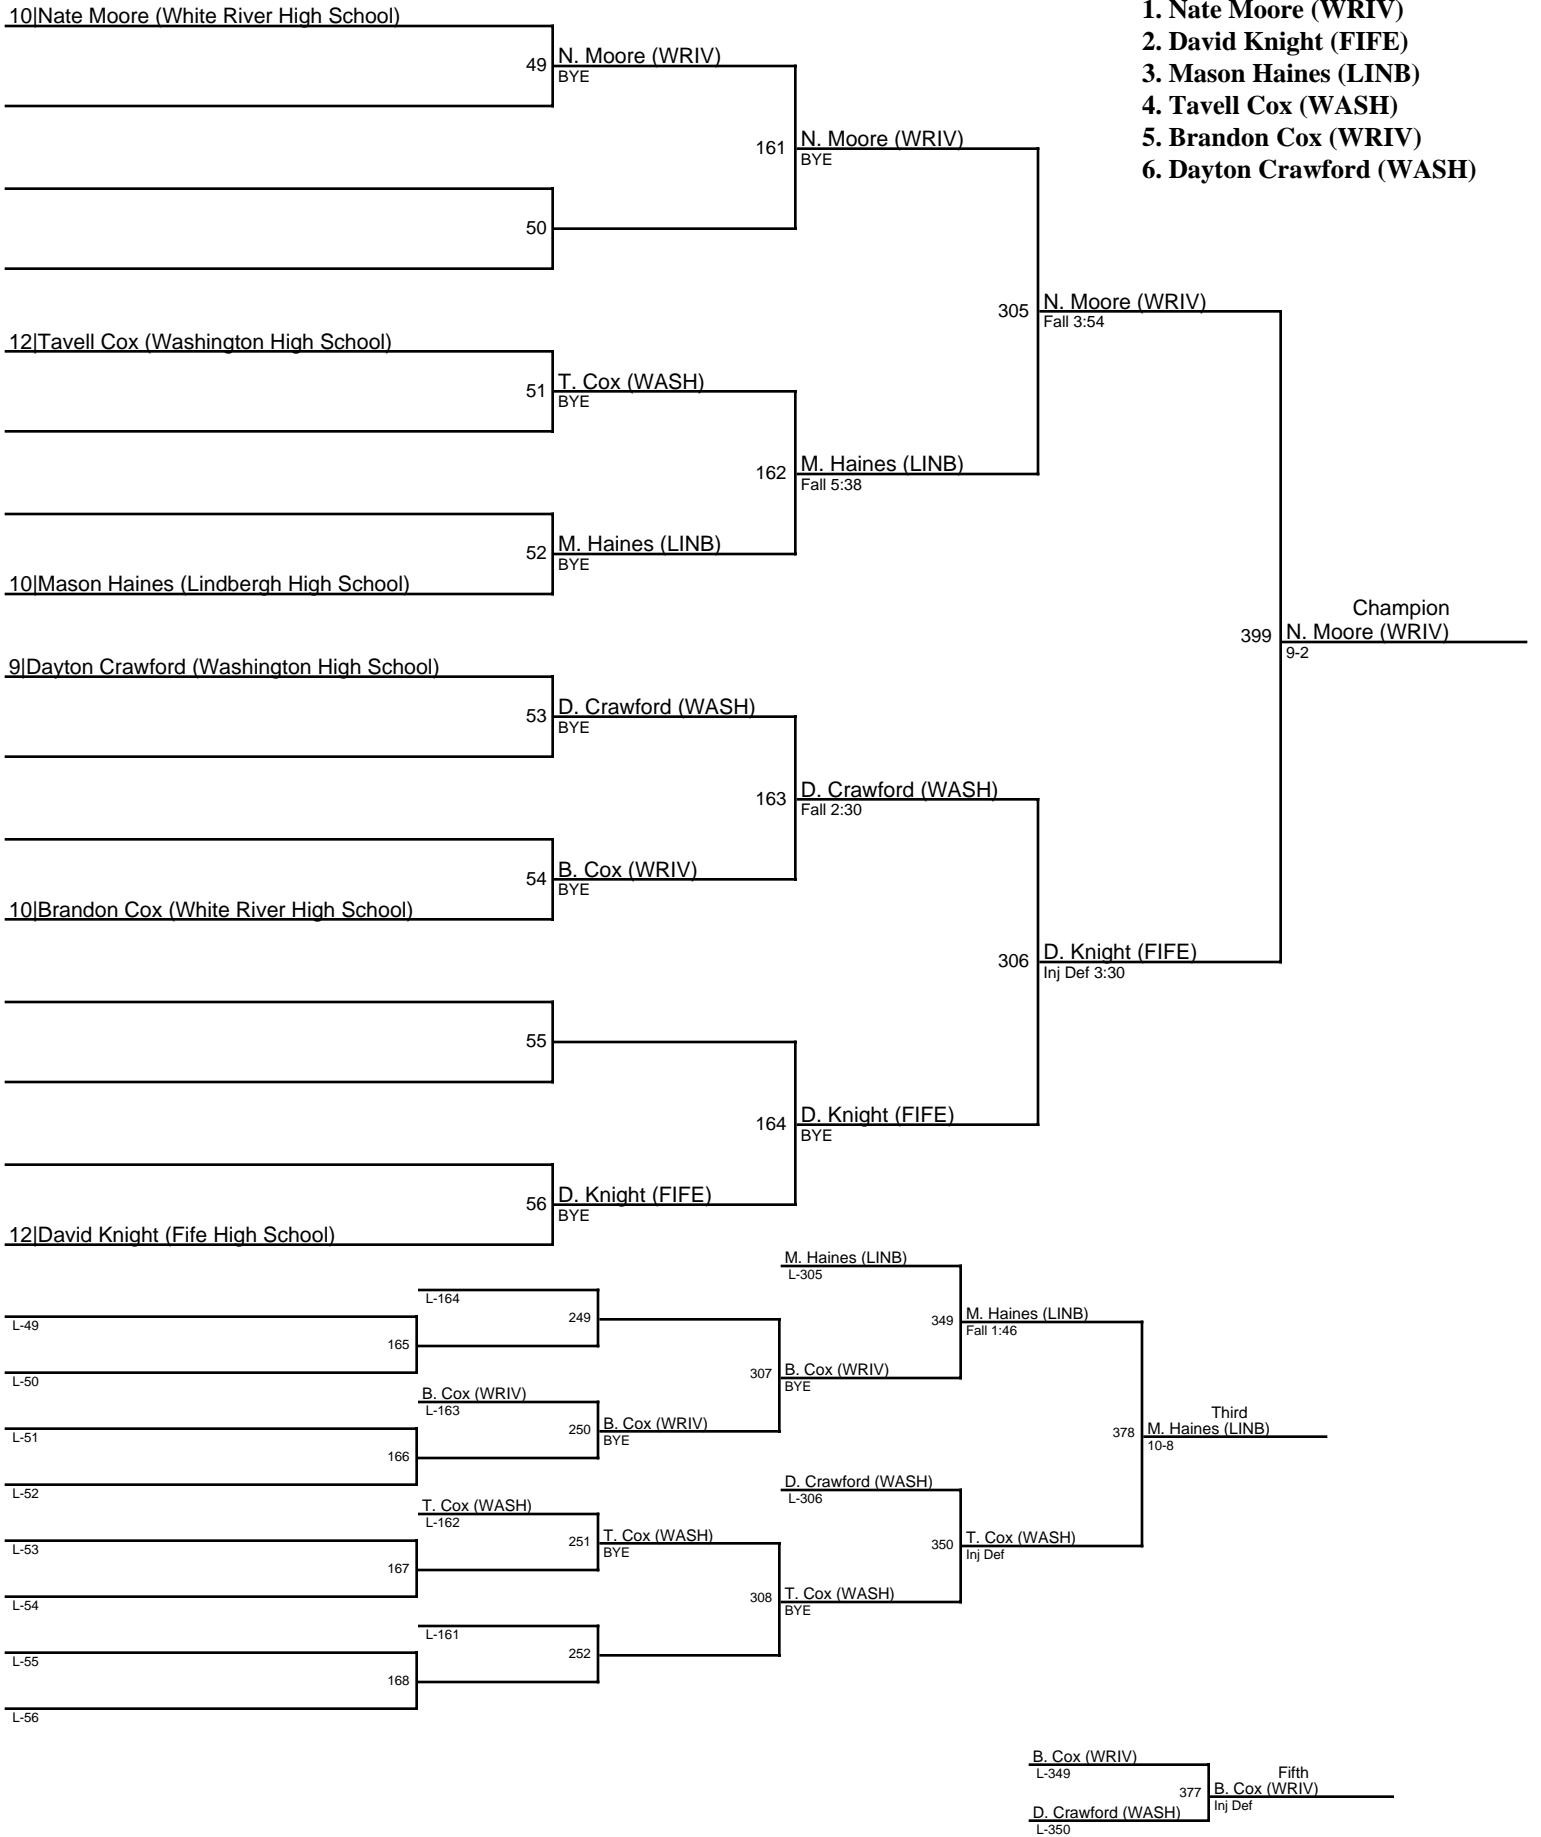 10|Nate Moore (White River High School)
49
N. Moore (WRIV)
BYE
161
N. Moore (WRIV)
BYE
50
12|Tavell Cox (Washington High School)
51
T. Cox (WASH)
BYE
162
M. Haines (LINB)
Fall 5:38
52
M. Haines (LINB)
BYE
10|Mason Haines (Lindbergh High School)
305
N. Moore (WRIV)
Fall 3:54
9|Dayton Crawford (Washington High School)
53
D. Crawford (WASH)
BYE
163
D. Crawford (WASH)
Fall 2:30
54
B. Cox (WRIV)
BYE
10|Brandon Cox (White River High School)
306
D. Knight (FIFE)
Inj Def 3:30
55
164
D. Knight (FIFE)
BYE
56
D. Knight (FIFE)
BYE
12|David Knight (Fife High School)
399
Champion
N. Moore (WRIV)
9-2
1. Nate Moore (WRIV)
2. David Knight (FIFE)
3. Mason Haines (LINB)
4. Tavell Cox (WASH)
5. Brandon Cox (WRIV)
6. Dayton Crawford (WASH)
L-49
L-50
165
L-164
249
L-51
L-52
166
B. Cox (WRIV)
L-163
250
B. Cox (WRIV)
BYE
307
B. Cox (WRIV)
BYE
M. Haines (LINB)
L-305
349
M. Haines (LINB)
Fall 1:46
L-53
L-54
167
T. Cox (WASH)
L-162
251
T. Cox (WASH)
BYE
L-55
L-56
168
L-161
252
308
T. Cox (WASH)
BYE
D. Crawford (WASH)
L-306
350
T. Cox (WASH)
Inj Def
378
Third
M. Haines (LINB)
10-8
B. Cox (WRIV)
L-349
D. Crawford (WASH)
L-350
377
Fifth
B. Cox (WRIV)
Inj Def